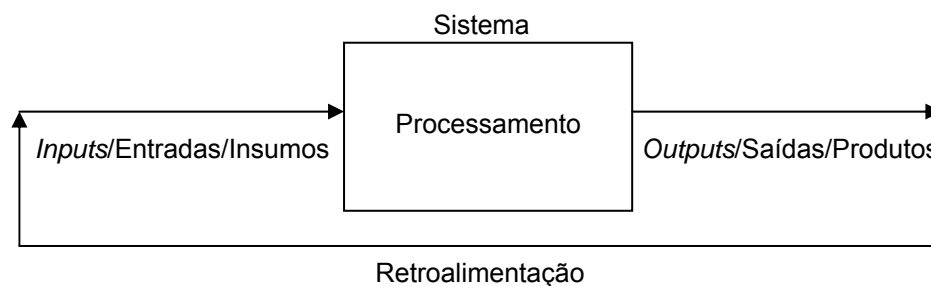 Sistema
Processamento
Inputs/Entradas/Insumos
Outputs/Saídas/Produtos
Retroalimentação